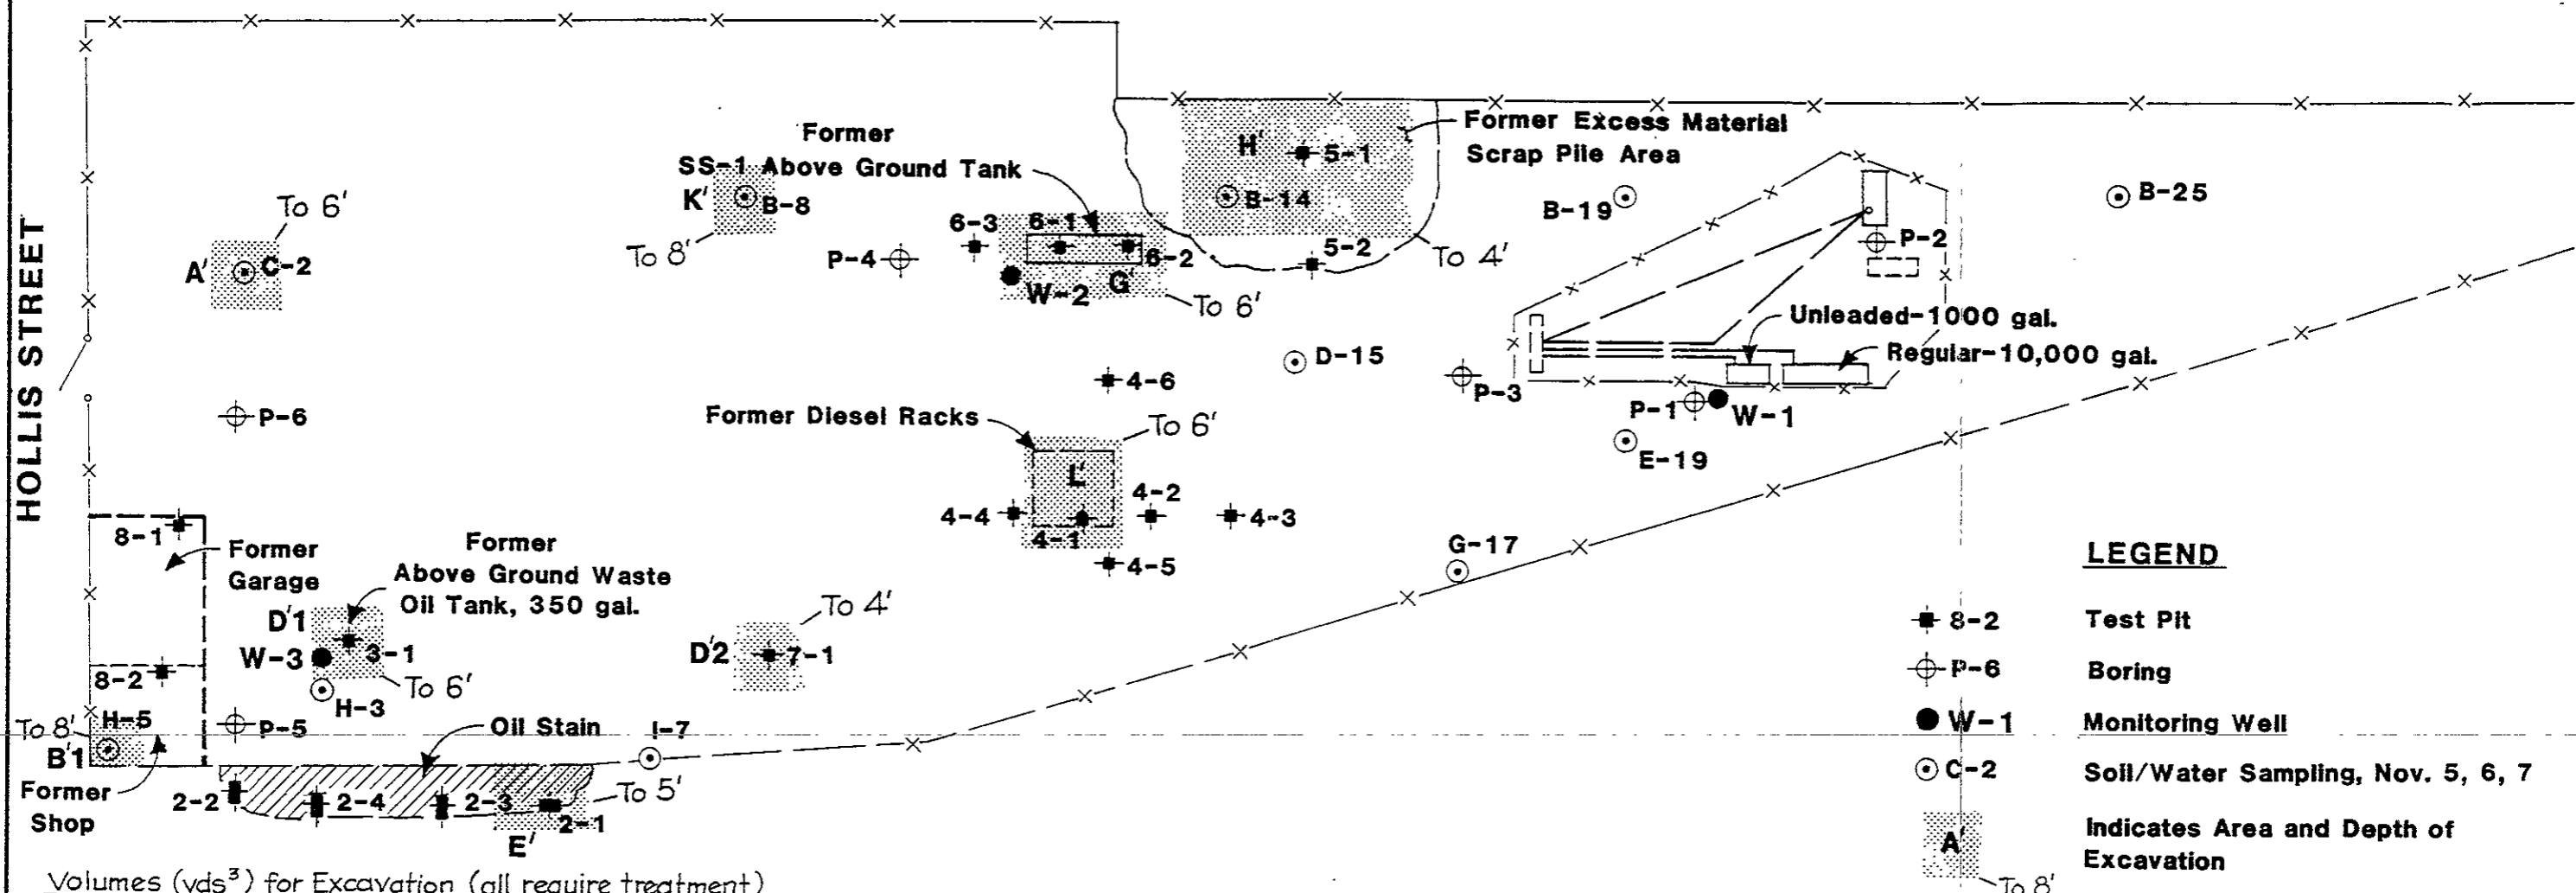 HOLLIS STREET
Former
SS-1 Above Ground Tank
K'
B-8
To 8'
To 6'
A'
C-2
P-4
6-3
6-1
6-2
W-2
G'
To 6'
H'
5-1
B-14
5-2
To 4'
Former Excess Material
Scrap Pile Area
B-19
B-25
P-2
Unleaded-1000 gal.
Regular-10,000 gal.
D-15
P-3
P-1
W-1
E-19
4-6
P-6
Former Diesel Racks
To 6'
L'
4-2
4-4
4-1
4-3
4-5
G-17
8-1
Former
Garage
Former
Above Ground Waste
Oil Tank, 350 gal.
D'1
W-3
3-1
To 6'
H-3
D'2
7-1
To 4'
8-2
To 8'
H-5
B'1
P-5
Former
Shop
Oil Stain
I-7
To 5'
2-2
2-4
2-3
2-1
E'
LEGEND
8-2 Test Pit
P-6 Boring
W-1 Monitoring Well
C-2 Soil/Water Sampling, Nov. 5, 6, 7
A' Indicates Area and Depth of
Excavation
To 8'
Volumes (yds³) for Excavation (all require treatment)